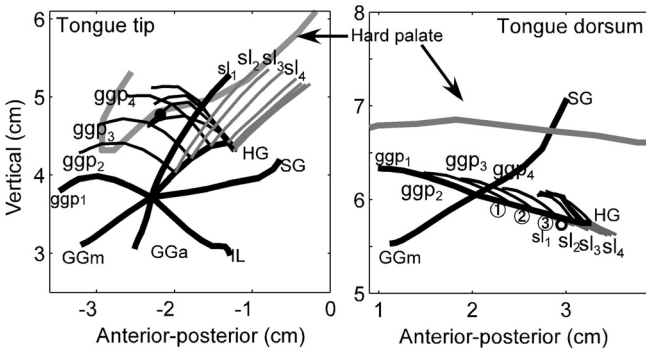 Tongue tip
Hard palate
Tongue dorsum
6
5
4
3
Vertical (cm)
sl1
sl2
sl3
sl4
ggp4
ggp3
ggp2
ggp1
HG
SG
GGm
GGa
IL
-3
-2
-1
0
Anterior-posterior (cm)
8
7
6
5
SG
ggp1
ggp2
ggp3
ggp4
①
②
③
HG
sl1
sl2
sl3
sl4
GGm
1
2
3
Anterior-posterior (cm)